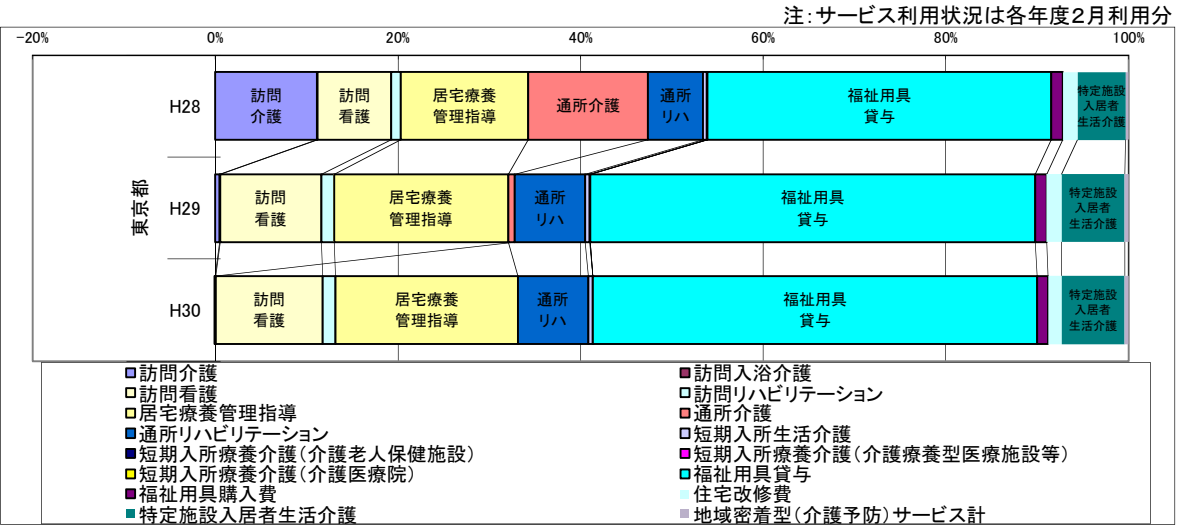 注：サービス利用状況は各年度２月利用分
-20% 0% 20% 40% 60% 80% 100%
東京都
H28
訪問
介護
訪問
看護
居宅療養
管理指導
通所介護
通所
リハ
福祉用具
貸与
特定施設
入居者
生活介護
H29
訪問
看護
居宅療養
管理指導
通所
リハ
福祉用具
貸与
特定施設
入居者
生活介護
H30
訪問
看護
居宅療養
管理指導
通所
リハ
福祉用具
貸与
特定施設
入居者
生活介護
訪問介護
訪問入浴介護
訪問看護
訪問リハビリテーション
居宅療養管理指導
通所介護
通所リハビリテーション
短期入所生活介護
短期入所療養介護（介護老人保健施設）
短期入所療養介護（介護療養型医療施設等）
短期入所療養介護（介護医療院）
福祉用具貸与
福祉用具購入費
住宅改修費
特定施設入居者生活介護
地域密着型（介護予防）サービス計